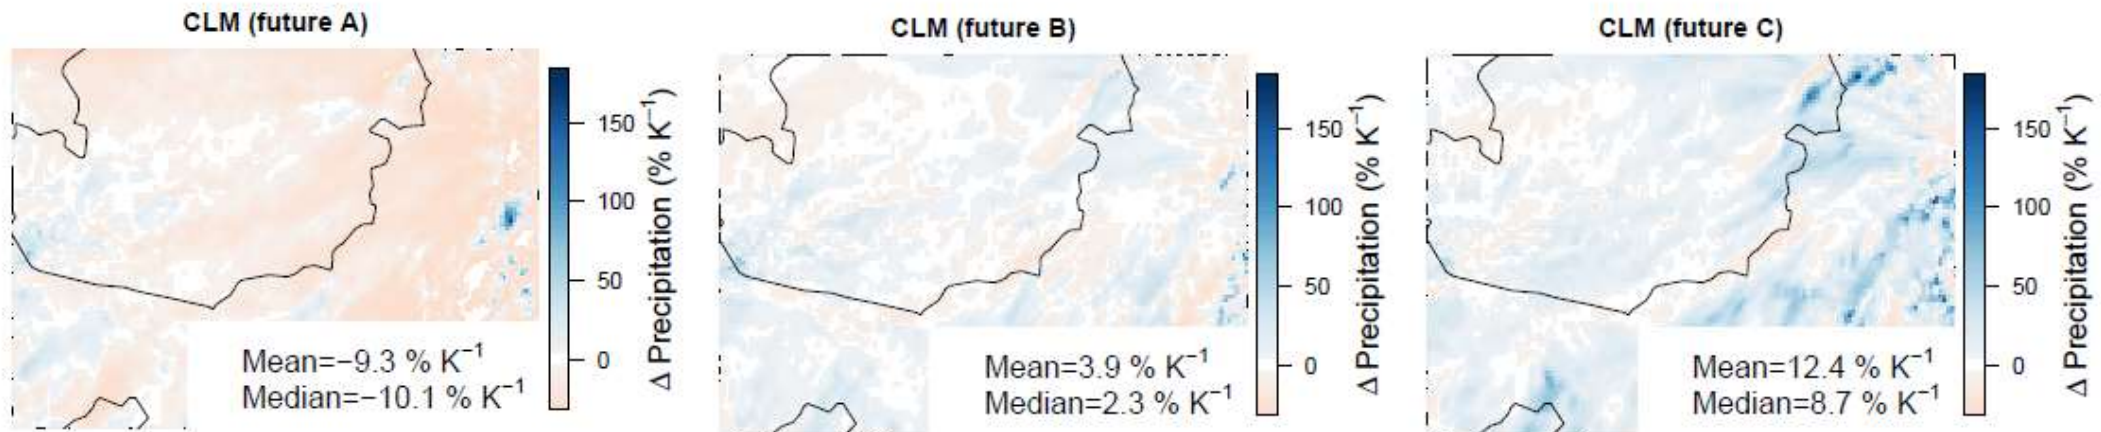 CLM (future A)
150
100
50
0
Δ Precipitation (% K⁻¹)
Mean=−9.3 % K⁻¹
Median=−10.1 % K⁻¹
CLM (future B)
150
100
50
0
Δ Precipitation (% K⁻¹)
Mean=3.9 % K⁻¹
Median=2.3 % K⁻¹
CLM (future C)
150
100
50
0
Δ Precipitation (% K⁻¹)
Mean=12.4 % K⁻¹
Median=8.7 % K⁻¹